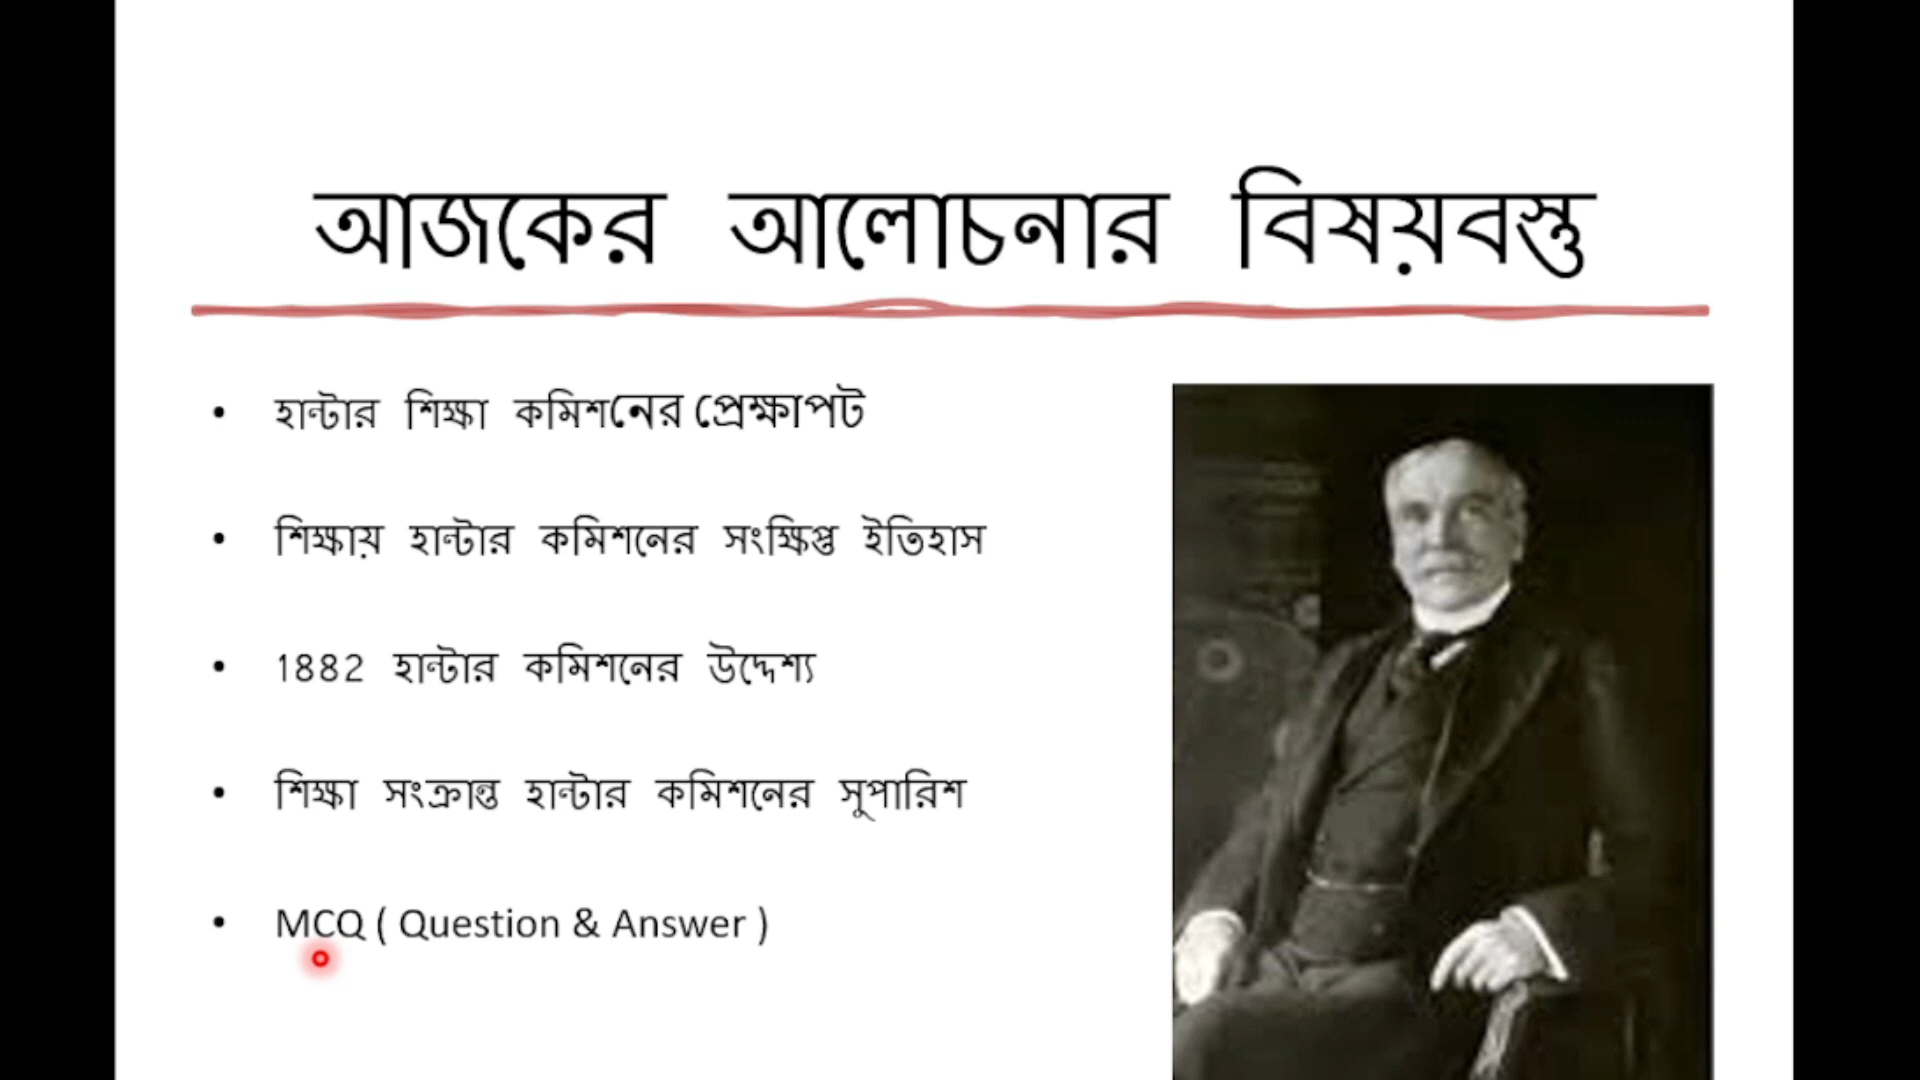 আজকের আলোচনার বিষয়বস্তু
• হান্টার শিক্ষা কমিশনের প্রেক্ষাপট
• শিক্ষায় হান্টার কমিশনের সংক্ষিপ্ত ইতিহাস
• 1882 হান্টার কমিশনের উদ্দেশ্য
• শিক্ষা সংক্রান্ত হান্টার কমিশনের সুপারিশ
• MCQ ( Question & Answer )